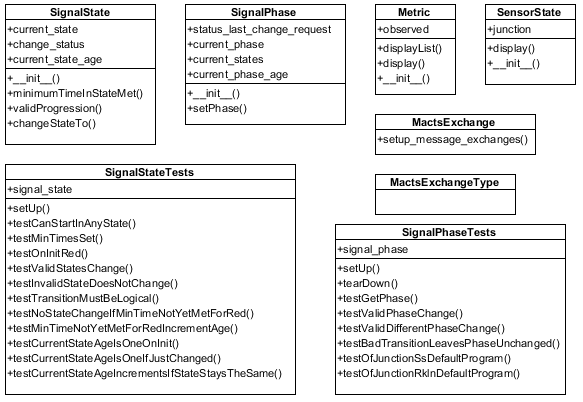 SignalState
+current_state
+change_status
+current_state_age
+__init__()
+minimumTimeInStateMet()
+validProgression()
+changeStateTo()
SignalPhase
+status_last_change_request
+current_phase
+current_states
+current_phase_age
+__init__()
+setPhase()
Metric
+observed
+displayList()
+display()
+__init__()
SensorState
+junction
+display()
+__init__()
MactsExchange
+setup_message_exchanges()
MactsExchangeType
SignalStateTests
+signal_state
+setUp()
+testCanStartInAnyState()
+testMinTimesSet()
+testOnInitRed()
+testValidStatesChange()
+testInvalidStateDoesNotChange()
+testTransitionMustBeLogical()
+testNoStateChangeIfMinTimeNotYetMetForRed()
+testMinTimeNotYetMetForRedIncrementAge()
+testCurrentStateAgeIsOneOnInit()
+testCurrentStateAgeIsOneIfJustChanged()
+testCurrentStateAgeIncrementsIfStateStaysTheSame()
SignalPhaseTests
+signal_phase
+setUp()
+tearDown()
+testGetPhase()
+testValidPhaseChange()
+testValidDifferentPhaseChange()
+testBadTransitionLeavesPhaseUnchanged()
+testOfJunctionSsDefaultProgram()
+testOfJunctionRkInDefaultProgram()